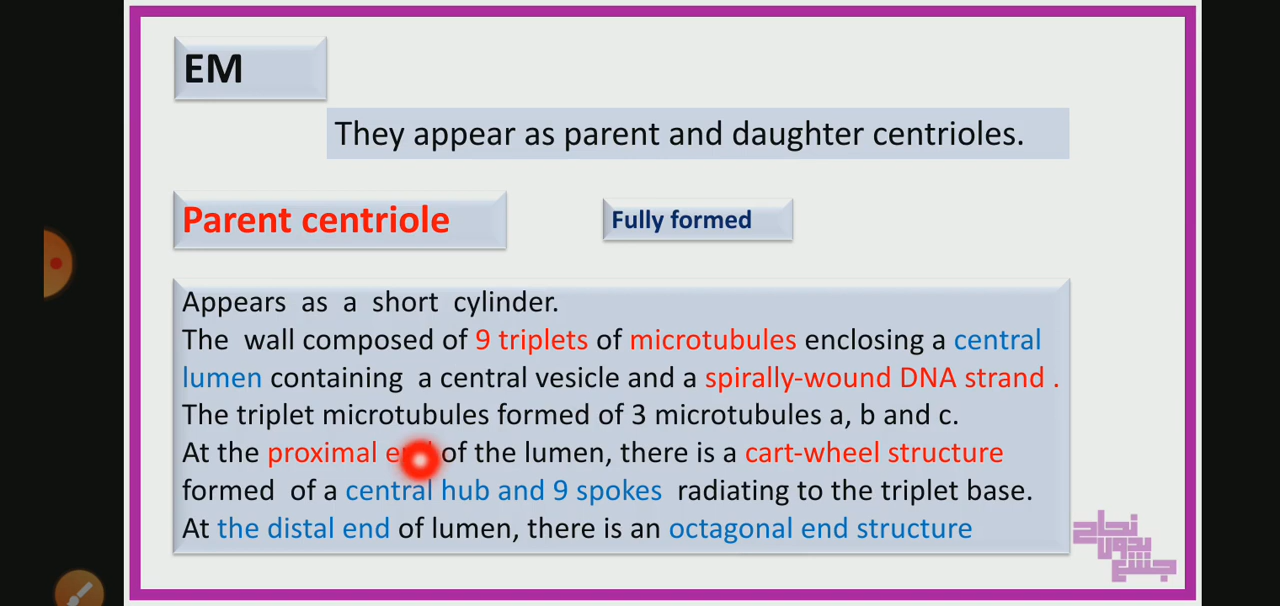 EM
They appear as parent and daughter centrioles.
Parent centriole
Fully formed
Appears as a short cylinder.
The wall composed of 9 triplets of microtubules enclosing a central
lumen containing a central vesicle and a spirally-wound DNA strand .
The triplet microtubules formed of 3 microtubules a, b and c.
At the proximal end of the lumen, there is a cart-wheel structure
formed of a central hub and 9 spokes radiating to the triplet base.
At the distal end of lumen, there is an octagonal end structure
نجاح
بدون
جشع